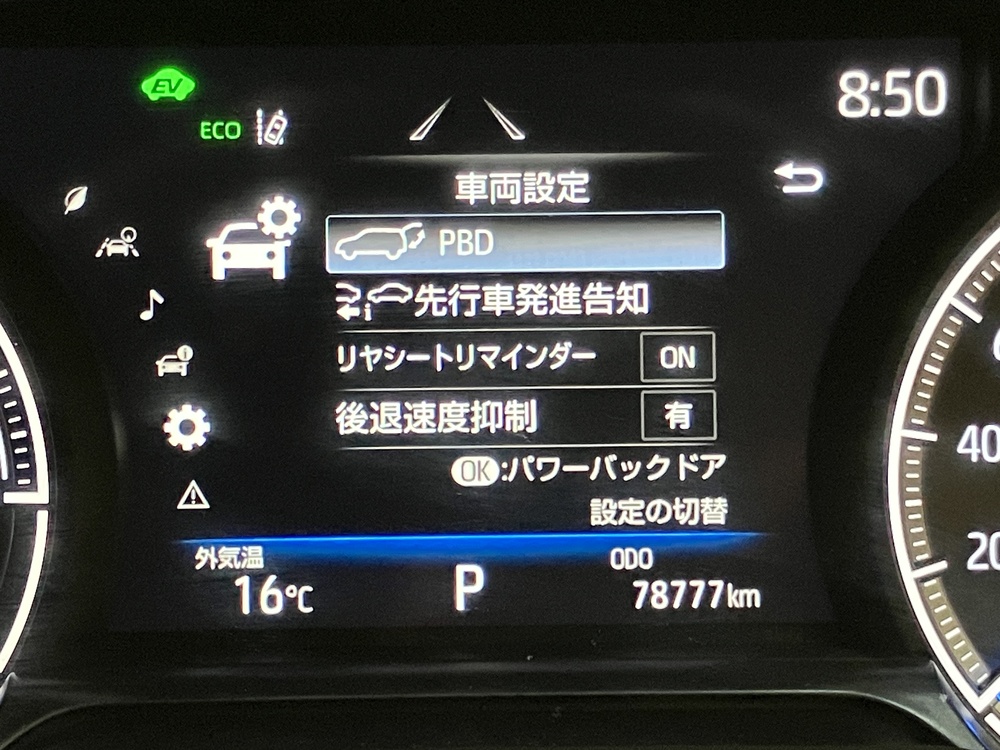 EV
8:50
ECO
車両設定
PBD
先行車発進告知
リヤシートリマインダー ON
後退速度抑制 有
OK:パワーバックドア
設定の切替
外気温 ODO
16℃ P 78777km
40
20